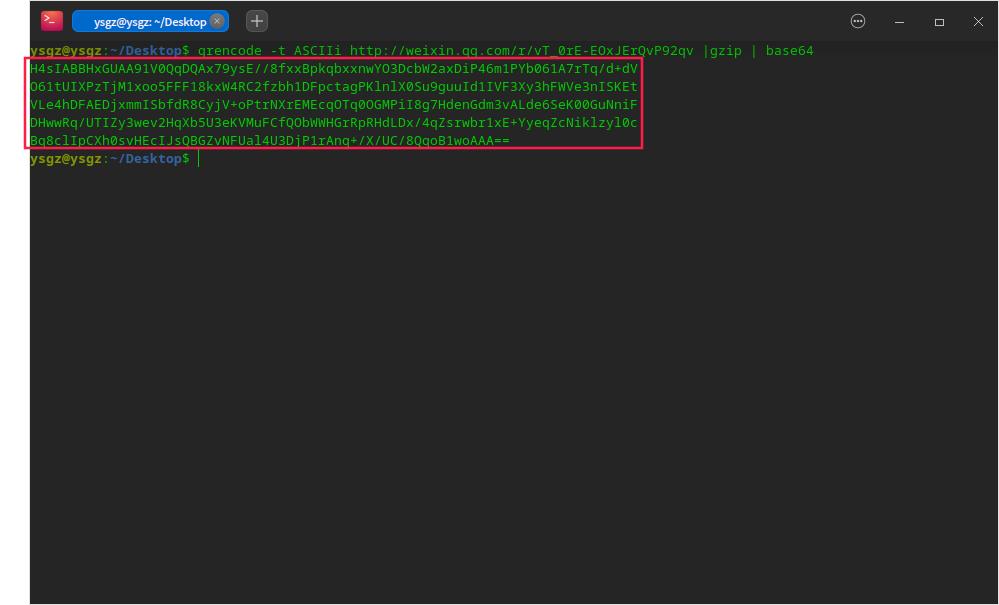 ysgz@ysgz: ~/Desktop
ysgz@ysgz:~/Desktop$ qrencode -t ASCIIi http://weixin.qq.com/r/vT_0rE-EOxJErQvP92qv |gzip | base64
H4sIABBHxGUAA91V0QqDQAx79ysE//8fxxBpkqbxxnwYO3DcbW2axDiP46m1PYb061A7rTq/d+dV
O61tUIXPzTjM1xoo5FFF18kxW4RC2fzbh1DFpctagPKlnlX0Su9guuId1IVF3Xy3hFWVe3nISKEt
VLe4hDFAEDjxmmISbfdR8CyjV+oPtrNXrEMEcqOTq0OGMPiI8g7HdenGdm3vALde6SeK00GuNniF
DHwwRq/UTIZy3wev2HqXb5U3eKVMuFCfQObWWHGrRpRHdLDx/4qZsrwbr1xE+YyeqZcNiklzyl0c
Bq8clIpCXh0svHEcIJsQBGZvNFUal4U3DjP1rAnq+/X/UC/8QqoB1woAAA==
ysgz@ysgz:~/Desktop$